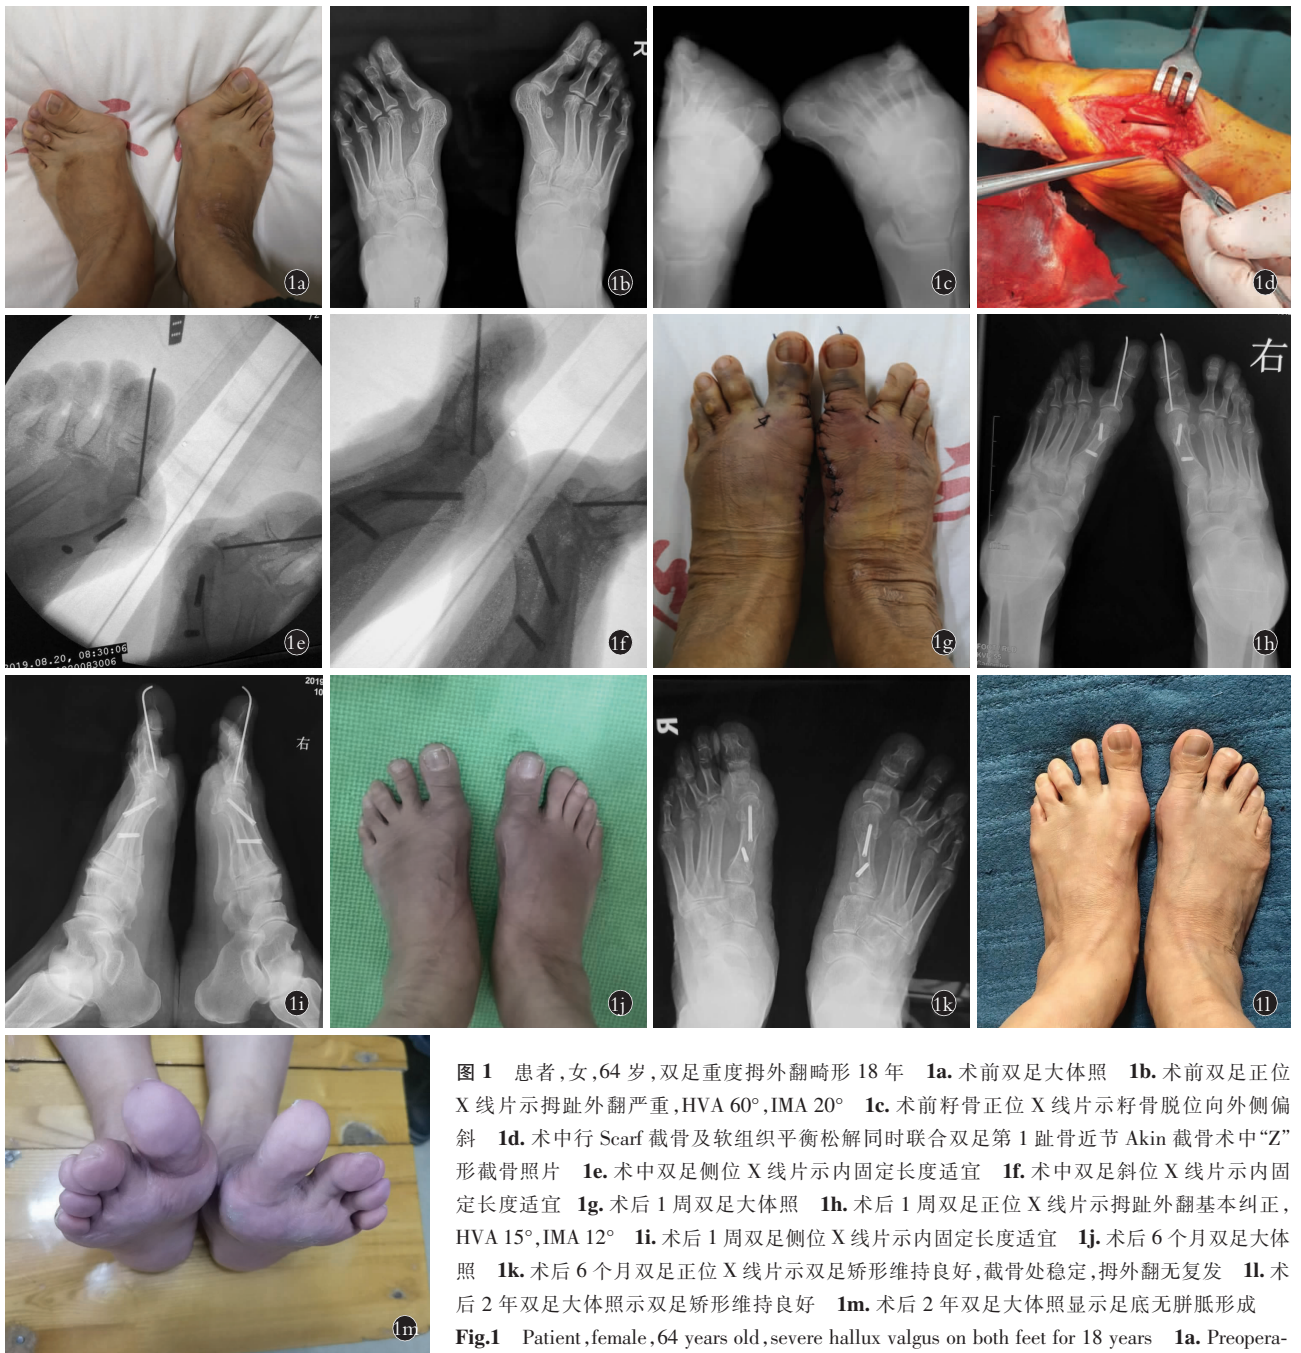 1a
R
1b
1c
1d
2019.08.20, 08:30:06
1e
1f
1g
右
1h
2019
10
右
1i
1j
R
1k
1l
1m
图 1 患者,女,64 岁,双足重度拇外翻畸形 18 年 1a. 术前双足大体照 1b. 术前双足正位
X 线片示拇趾外翻严重,HVA 60°,IMA 20° 1c. 术前籽骨正位 X 线片示籽骨脱位向外侧偏
斜 1d. 术中行 Scarf 截骨及软组织平衡松解同时联合双足第 1 趾骨近节 Akin 截骨术中“Z”
形截骨照片 1e. 术中双足侧位 X 线片示内固定长度适宜 1f. 术中双足斜位 X 线片示内固
定长度适宜 1g. 术后 1 周双足大体照 1h. 术后 1 周双足正位 X 线片示拇趾外翻基本纠正,
HVA 15°,IMA 12° 1i. 术后 1 周双足侧位 X 线片示内固定长度适宜 1j. 术后 6 个月双足大体
照 1k. 术后 6 个月双足正位 X 线片示双足矫形维持良好,截骨处稳定,拇外翻无复发 1l. 术
后 2 年双足大体照示双足矫形维持良好 1m. 术后 2 年双足大体照显示足底无胼胝形成
Fig.1 Patient,female,64 years old,severe hallux valgus on both feet for 18 years 1a. Preopera-